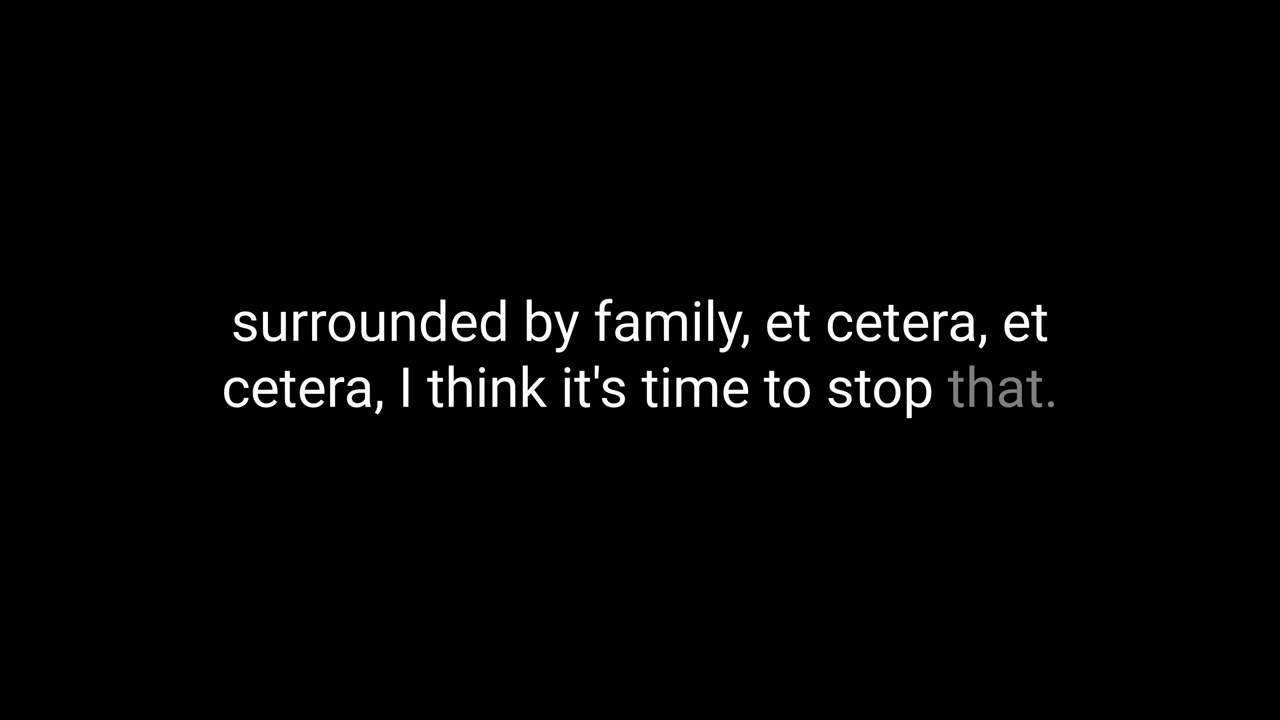 surrounded by family, et cetera, et
cetera, I think it's time to stop that.